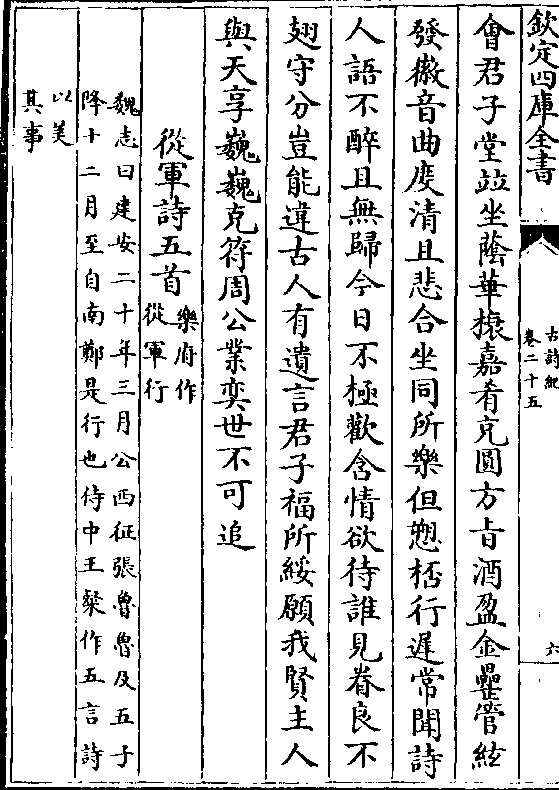 欽定四庫全書
古詩紀
卷二十五
六
會君子堂竝坐蔭華榱嘉肴充圓方旨酒盈金罍管絃
發徽音曲度清且悲合坐同所樂但愬桮行遲常聞詩
人語不醉且無歸今日不極歡含情欲待誰見眷良不
翅守分豈能違古人有遺言君子福所綏願我賢主人
與天享巍巍克符周公業奕世不可追
從軍詩五首
樂府作
從軍行
魏志曰建安二十年三月公西征張魯魯及五子
降十二月至自南鄭是行也侍中王粲作五言詩
以美
其事